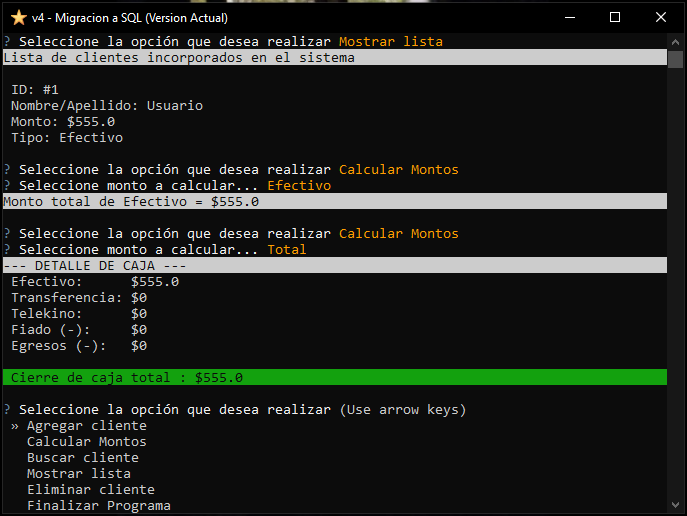 v4 - Migracion a SQL (Version Actual)
? Seleccione la opción que desea realizar Mostrar lista
Lista de clientes incorporados en el sistema
ID: #1
Nombre/Apellido: Usuario
Monto: $555.0
Tipo: Efectivo
? Seleccione la opción que desea realizar Calcular Montos
? Seleccione monto a calcular... Efectivo
Monto total de Efectivo = $555.0
? Seleccione la opción que desea realizar Calcular Montos
? Seleccione monto a calcular... Total
--- DETALLE DE CAJA ---
Efectivo: $555.0
Transferencia: $0
Telekino: $0
Fiado (-): $0
Egresos (-): $0
Cierre de caja total : $555.0
? Seleccione la opción que desea realizar (Use arrow keys)
» Agregar cliente
Calcular Montos
Buscar cliente
Mostrar lista
Eliminar cliente
Finalizar Programa